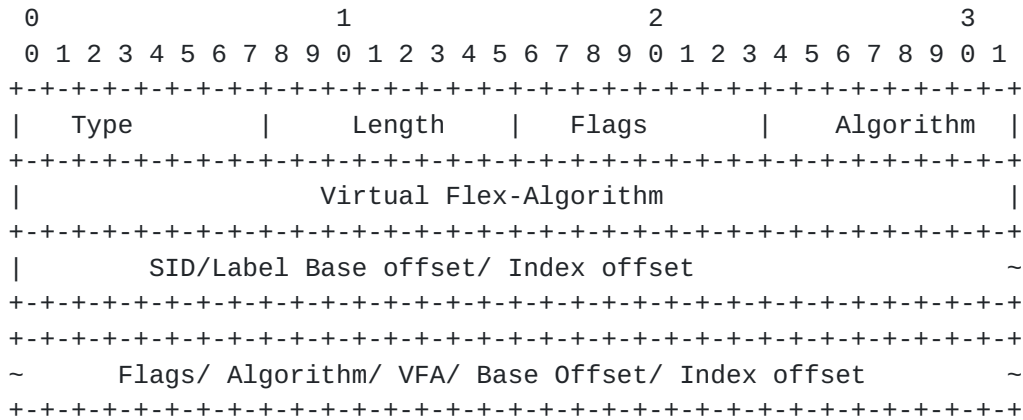 0                   1                   2                   3
0 1 2 3 4 5 6 7 8 9 0 1 2 3 4 5 6 7 8 9 0 1 2 3 4 5 6 7 8 9 0 1
+-+-+-+-+-+-+-+-+-+-+-+-+-+-+-+-+-+-+-+-+-+-+-+-+-+-+-+-+-+-+-+-+
|   Type        |     Length    |   Flags       |    Algorithm  |
+-+-+-+-+-+-+-+-+-+-+-+-+-+-+-+-+-+-+-+-+-+-+-+-+-+-+-+-+-+-+-+-+
|                   Virtual Flex-Algorithm                      |
+-+-+-+-+-+-+-+-+-+-+-+-+-+-+-+-+-+-+-+-+-+-+-+-+-+-+-+-+-+-+-+-+
|        SID/Label Base offset/ Index offset                    ~
+-+-+-+-+-+-+-+-+-+-+-+-+-+-+-+-+-+-+-+-+-+-+-+-+-+-+-+-+-+-+-+-+
+-+-+-+-+-+-+-+-+-+-+-+-+-+-+-+-+-+-+-+-+-+-+-+-+-+-+-+-+-+-+-+-+
~      Flags/ Algorithm/ VFA/ Base Offset/ Index offset         ~
+-+-+-+-+-+-+-+-+-+-+-+-+-+-+-+-+-+-+-+-+-+-+-+-+-+-+-+-+-+-+-+-+